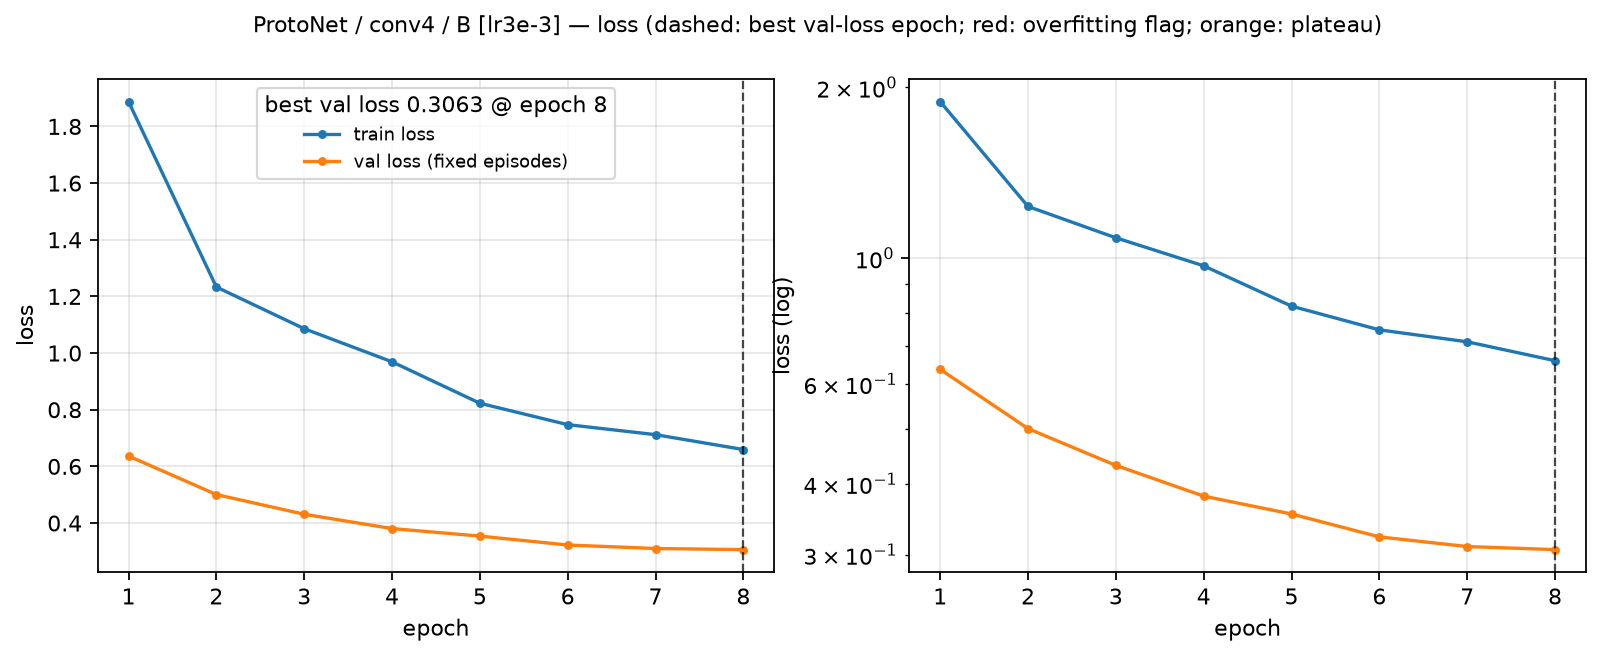 ProtoNet / conv4 / B [lr3e-3] — loss (dashed: best val-loss epoch; red: overfitting flag; orange: plateau)
best val loss 0.3063 @ epoch 8
train loss
val loss (fixed episodes)
loss
1.8
1.6
1.4
1.2
1.0
0.8
0.6
0.4
1 2 3 4 5 6 7 8
epoch
loss (log)
2 × 10⁰
10⁰
6 × 10⁻¹
4 × 10⁻¹
3 × 10⁻¹
1 2 3 4 5 6 7 8
epoch